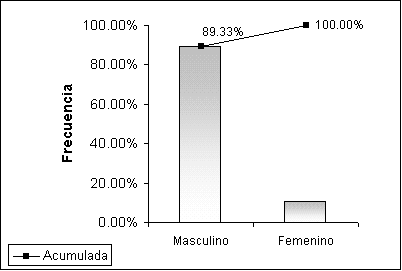 100.00%
80.00%
60.00%
40.00%
20.00%
0.00%
Frecuencia
89.33%
100.00%
Masculino
Femenino
Acumulada